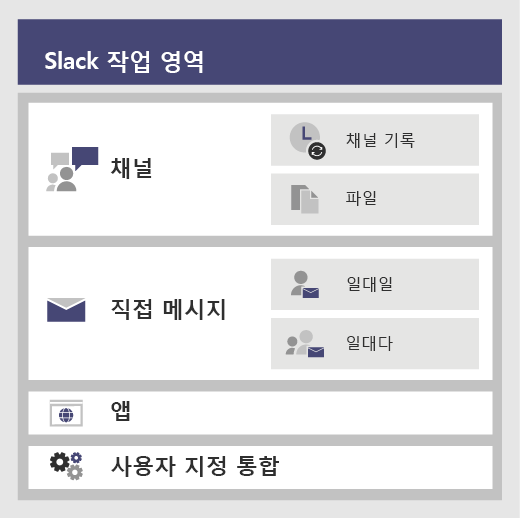 Slack 작업 영역
채널
채널 기록
파일
직접 메시지
일대일
일대다
앱
사용자 지정 통합